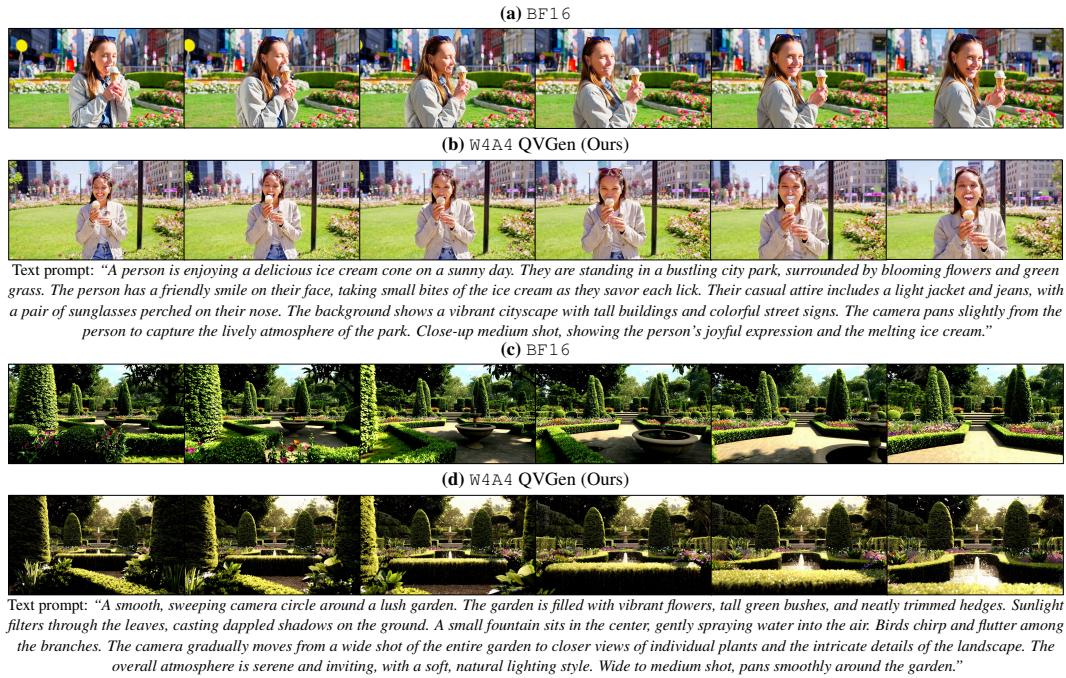 (a) BF16
(b) W4A4 QVGen (Ours)
Text prompt: “A person is enjoying a delicious ice cream cone on a sunny day. They are standing in a bustling city park, surrounded by blooming flowers and green
grass. The person has a friendly smile on their face, taking small bites of the ice cream as they savor each lick. Their casual attire includes a light jacket and jeans, with
a pair of sunglasses perched on their nose. The background shows a vibrant cityscape with tall buildings and colorful street signs. The camera pans slightly from the
person to capture the lively atmosphere of the park. Close-up medium shot, showing the person’s joyful expression and the melting ice cream.”
(c) BF16
(d) W4A4 QVGen (Ours)
Text prompt: “A smooth, sweeping camera circle around a lush garden. The garden is filled with vibrant flowers, tall green bushes, and neatly trimmed hedges. Sunlight
filters through the leaves, casting dappled shadows on the ground. A small fountain sits in the center, gently spraying water into the air. Birds chirp and flutter among
the branches. The camera gradually moves from a wide shot of the entire garden to closer views of individual plants and the intricate details of the landscape. The
overall atmosphere is serene and inviting, with a soft, natural lighting style. Wide to medium shot, pans smoothly around the garden.”